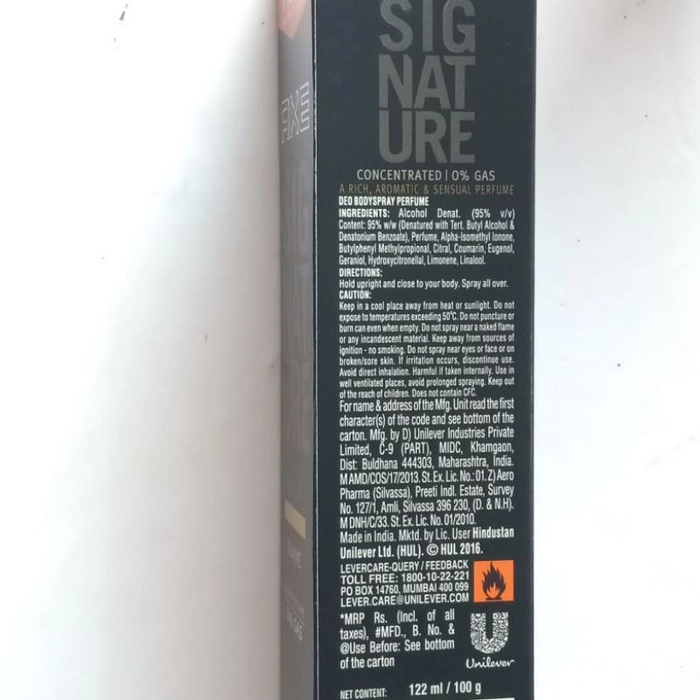 SIG
NAT
URE
CONCENTRATED | 0% GAS
A RICH, AROMATIC & SENSUAL PERFUME
DEO BODYSPRAY PERFUME
INGREDIENTS: Alcohol Denat. (95% v/v)
Content: 95% w/w (Denatured with Tert. Butyl Alcohol &
Denatonium Benzoate), Perfume, Alpha-Isomethyl Ionone,
Butylphenyl Methylpropional, Citral, Coumarin, Eugenol,
Geraniol, Hydroxycitronellal, Limonene, Linalool.
DIRECTIONS:
Hold upright and close to your body. Spray all over.
CAUTION:
Keep in a cool place away from heat or sunlight. Do not
expose to temperatures exceeding 50°C. Do not puncture or
burn can even when empty. Do not spray near a naked flame
or any incandescent material. Keep away from sources of
ignition - no smoking. Do not spray near eyes or face or on
broken/sore skin. If irritation occurs, discontinue use.
Avoid direct inhalation. Harmful if taken internally. Use in
well ventilated places, avoid prolonged spraying. Keep out
of the reach of children. Does not contain CFC.
For name & address of the Mfg. Unit read the first
character(s) of the code and see bottom of the
carton. Mfg. by D) Unilever Industries Private
Limited, C-9 (PART), MIDC, Khamgaon,
Dist: Buldhana 444303, Maharashtra, India.
M AMD/COS/17/2013. St. Ex. Lic. No.: 01. Z) Aero
Pharma (Silvassa), Preeti Indl. Estate, Survey
No. 127/1, Amli, Silvassa 396 230, (D. & N.H).
M DNH/C/33. St. Ex. Lic. No. 01/2010.
Made in India. Mktd. by Lic. User Hindustan
Unilever Ltd. (HUL). © HUL 2016.
LEVERCARE-QUERY / FEEDBACK
TOLL FREE: 1800-10-22-221
PO BOX 14760, MUMBAI 400 099
LEVER.CARE@UNILEVER.COM
*MRP Rs. (Incl. of all
taxes), #MFD., B. No. &
@Use Before: See bottom
of the carton
Unilever
NET CONTENT: 122 ml / 100 g
AXE
SIG